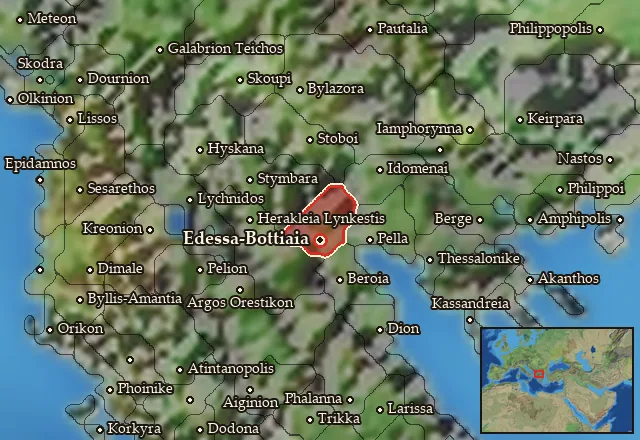 Meteon
Pautalia
Philippopolis
Galabrion Teichos
Skodra
Dournion
Skoupi
Bylazora
Olkinion
Lissos
Keirpara
Iamphorynna
Stoboi
Hyskana
Epidamnos
Idomenai
Nastos
Stymbara
Sesarethos
Philippoi
Lychnidos
Herakleia Lynkestis
Berge
Amphipolis
Kreonion
Edessa-Bottiaia
Pella
Thessalonike
Dimale
Pelion
Beroia
Akanthos
Byllis-Amantia
Argos Orestikon
Kassandreia
Orikon
Dion
Atintanopolis
Phoinike
Aiginion
Phalanna
Larissa
Trikka
Korkyra
Dodona